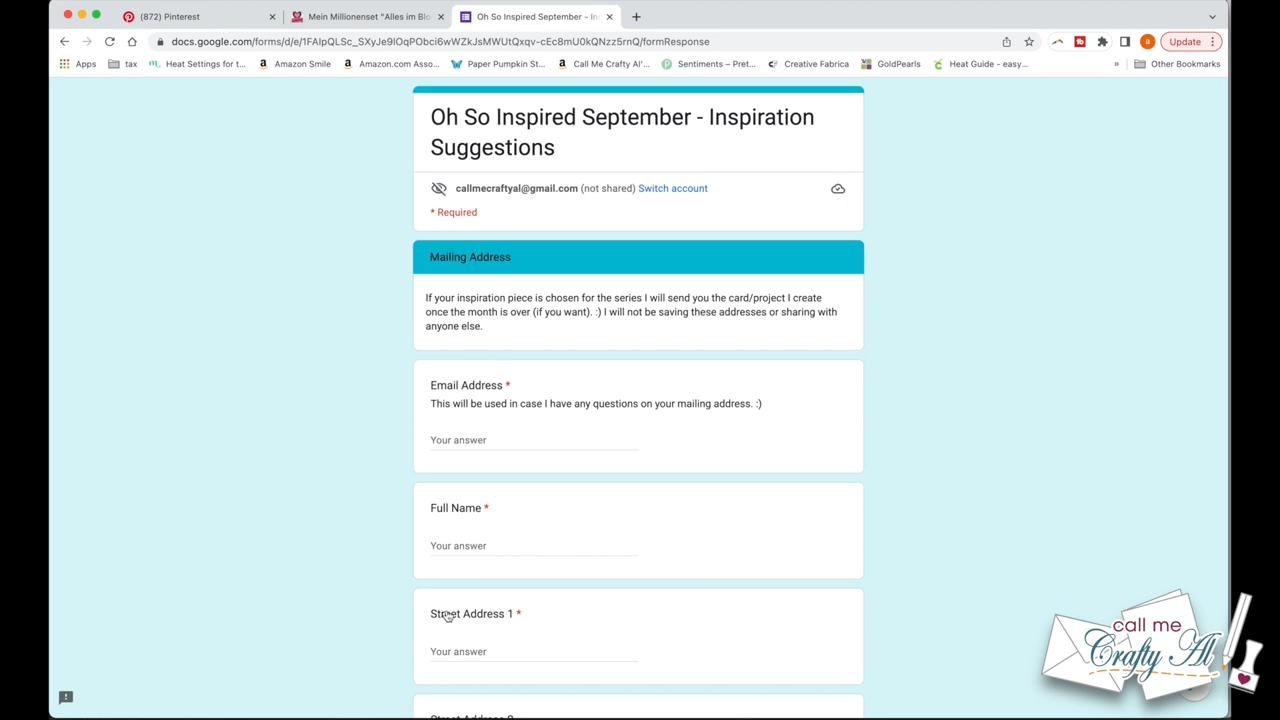 (872) Pinterest
Mein Millionenset "Alles im Blo
Oh So Inspired September - In
docs.google.com/forms/d/e/1FAIpQLSc_SXyJe9lOqPObci6wWZkJsMWUtQxqv-cEc8mU0kQNzz5rnQ/formResponse
a
Update
Apps
tax
Heat Settings for t...
Amazon Smile
Amazon.com Asso...
Paper Pumpkin St...
Call Me Crafty Al'...
Sentiments – Pret...
Creative Fabrica
GoldPearls
Heat Guide - easy...
»
Other Bookmarks
Oh So Inspired September - Inspiration
Suggestions
callmecraftyal@gmail.com (not shared) Switch account
* Required
Mailing Address
If your inspiration piece is chosen for the series I will send you the card/project I create
once the month is over (if you want). :) I will not be saving these addresses or sharing with
anyone else.
Email Address *
This will be used in case I have any questions on your mailing address. :)
Your answer
Full Name *
Your answer
Street Address 1 *
Your answer
call me
Crafty Al